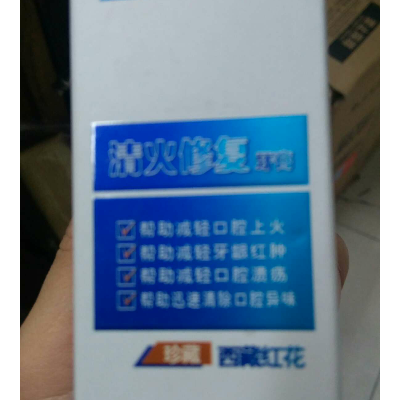 清火修复
帮助减轻口腔上火
帮助减轻牙龈红肿
帮助减轻口腔溃疡
帮助迅速清除口腔异味
珍藏 西藏红花